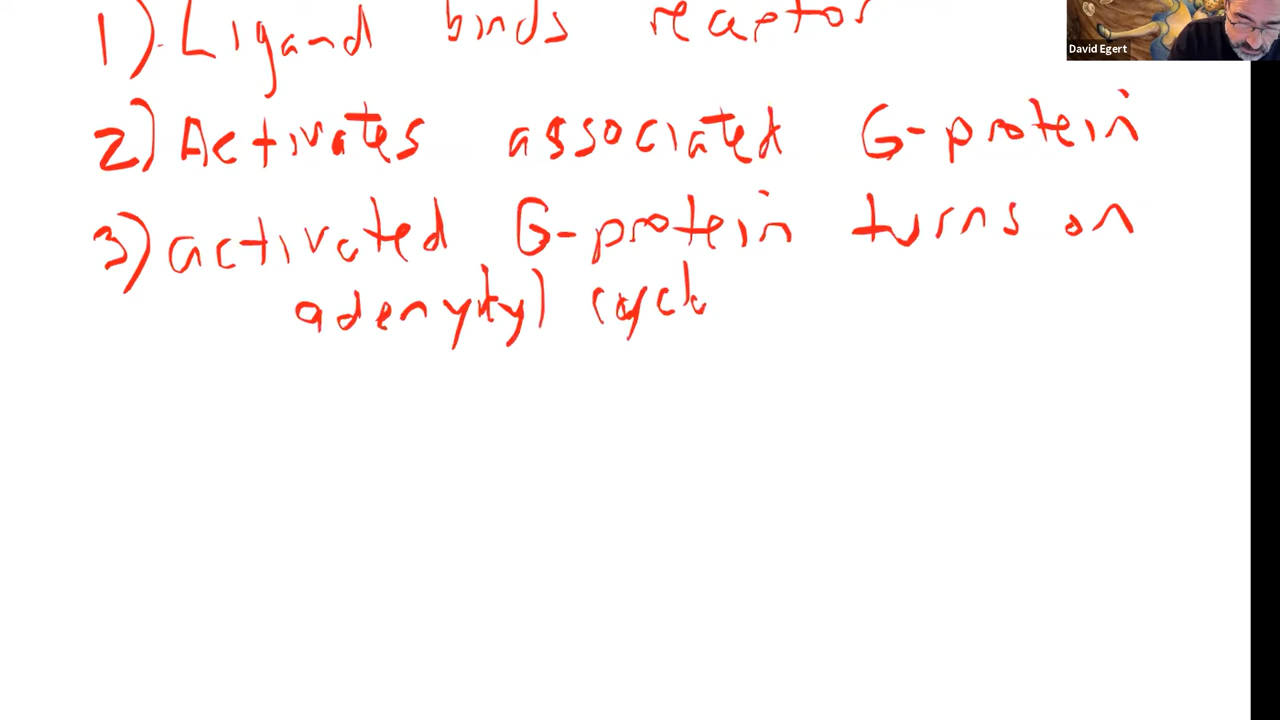 1). Ligand binds receptor
David Egert
2) Activates associated G-protein
3) activated G-protein turns on
adenylyl cycl